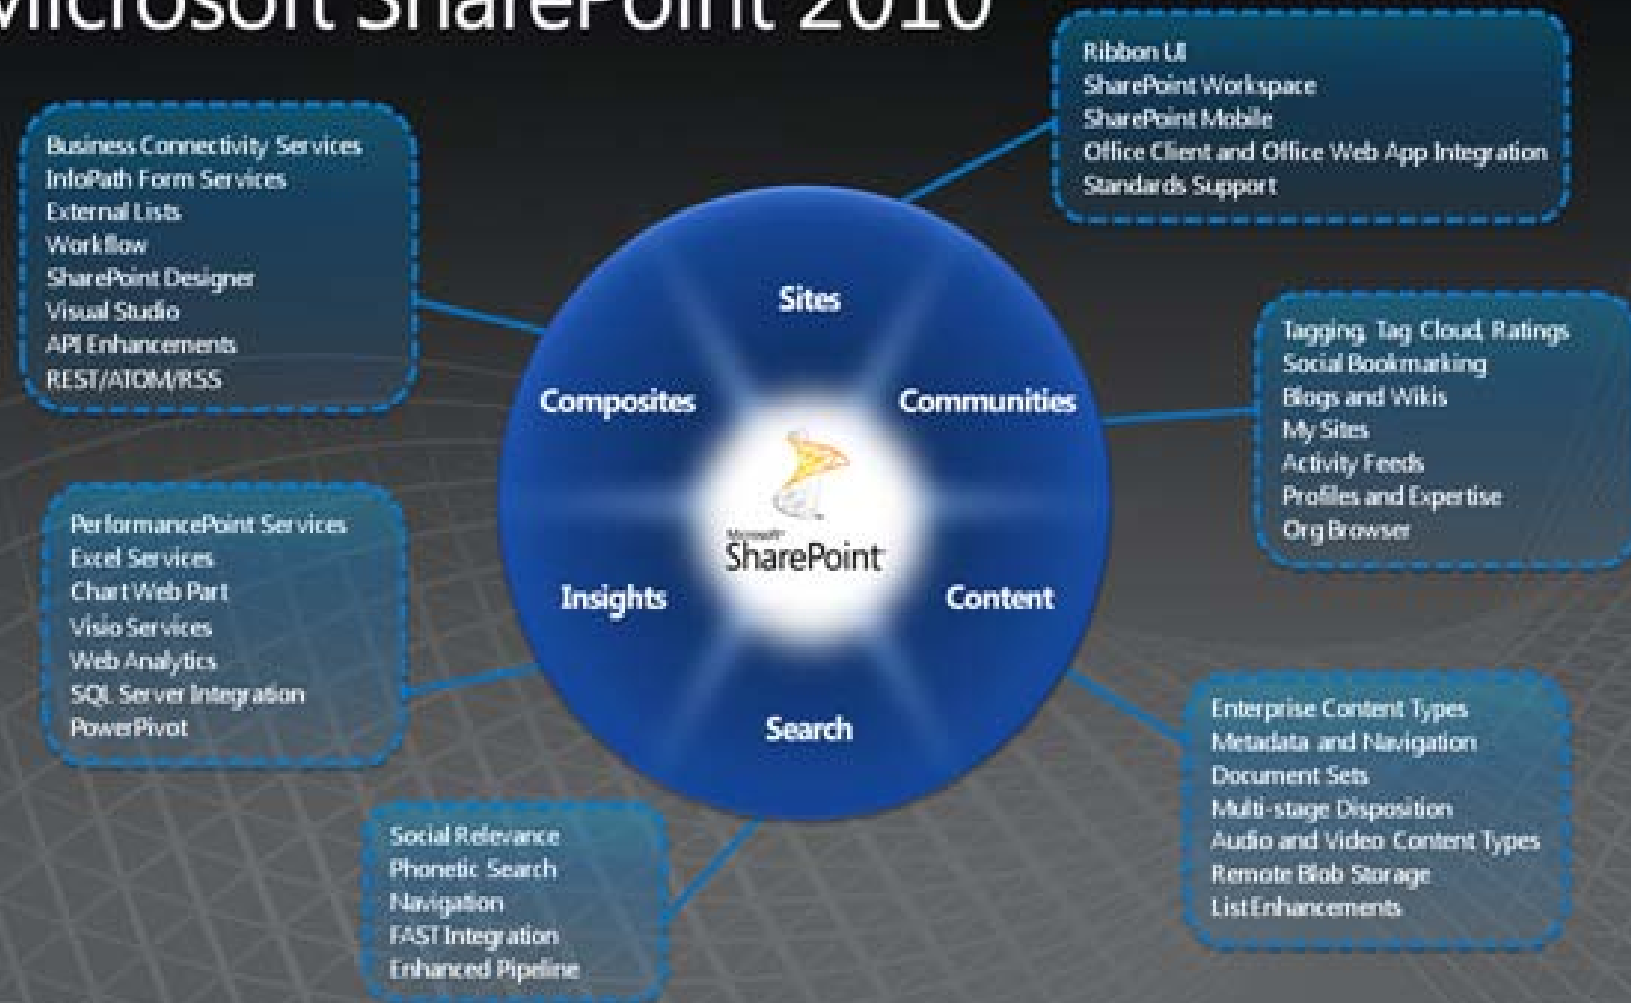 Microsoft SharePoint 2010
Ribbon UI
SharePoint Workspace
SharePoint Mobile
Office Client and Office Web App Integration
Standards Support
Business Connectivity Services
InfoPath Form Services
External Lists
Workflow
SharePoint Designer
Visual Studio
API Enhancements
REST/ATOM/RSS
Sites
Composites
Communities
Tagging, Tag Cloud, Ratings
Social Bookmarking
Blogs and Wikis
My Sites
Activity Feeds
Profiles and Expertise
Org Browser
Microsoft
SharePoint
PerformancePoint Services
Excel Services
Chart Web Part
Visio Services
Web Analytics
SQL Server Integration
PowerPivot
Insights
Content
Search
Enterprise Content Types
Metadata and Navigation
Document Sets
Multi-stage Disposition
Audio and Video Content Types
Remote Blob Storage
List Enhancements
Social Relevance
Phonetic Search
Navigation
FAST Integration
Enhanced Pipeline